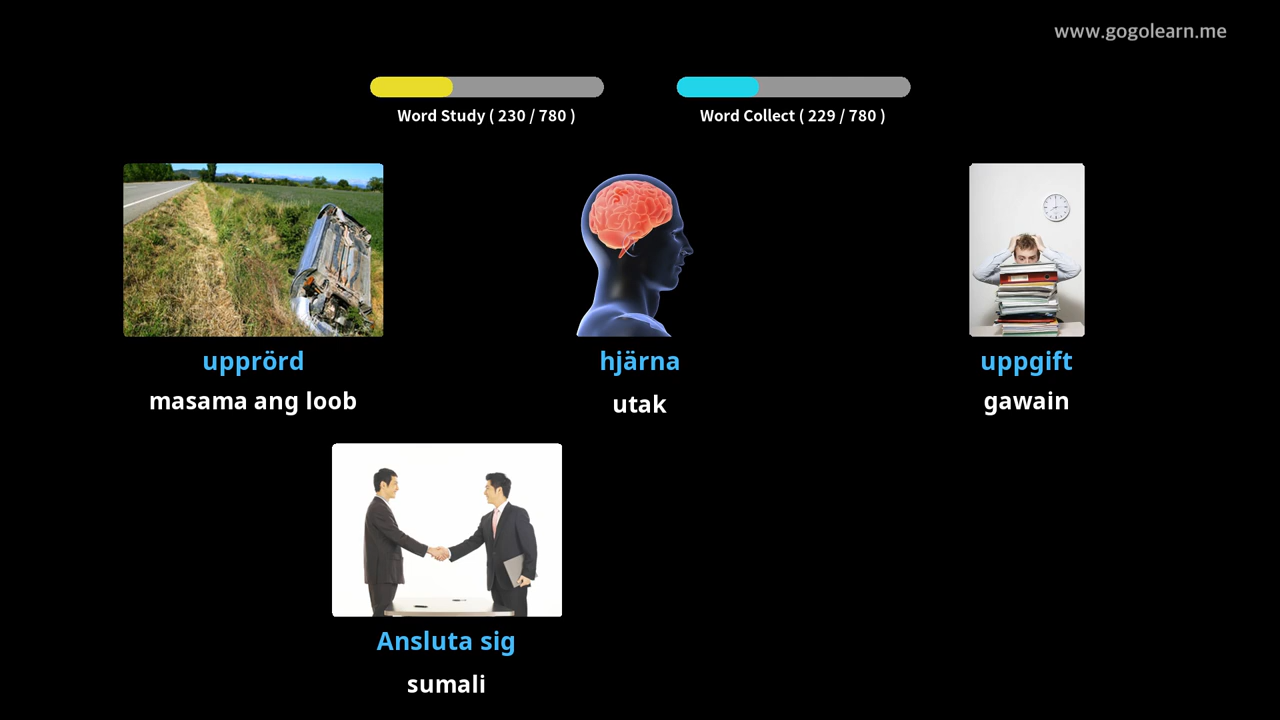 www.gogolearn.me
Word Study ( 230 / 780 )
Word Collect ( 229 / 780 )
upprörd
hjärna
uppgift
masama ang loob
utak
gawain
Ansluta sig
sumali